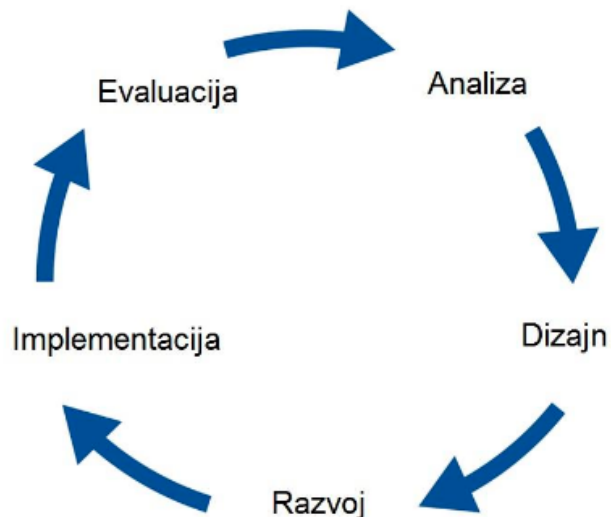 Evaluacija
Analiza
Dizajn
Implementacija
Razvoj